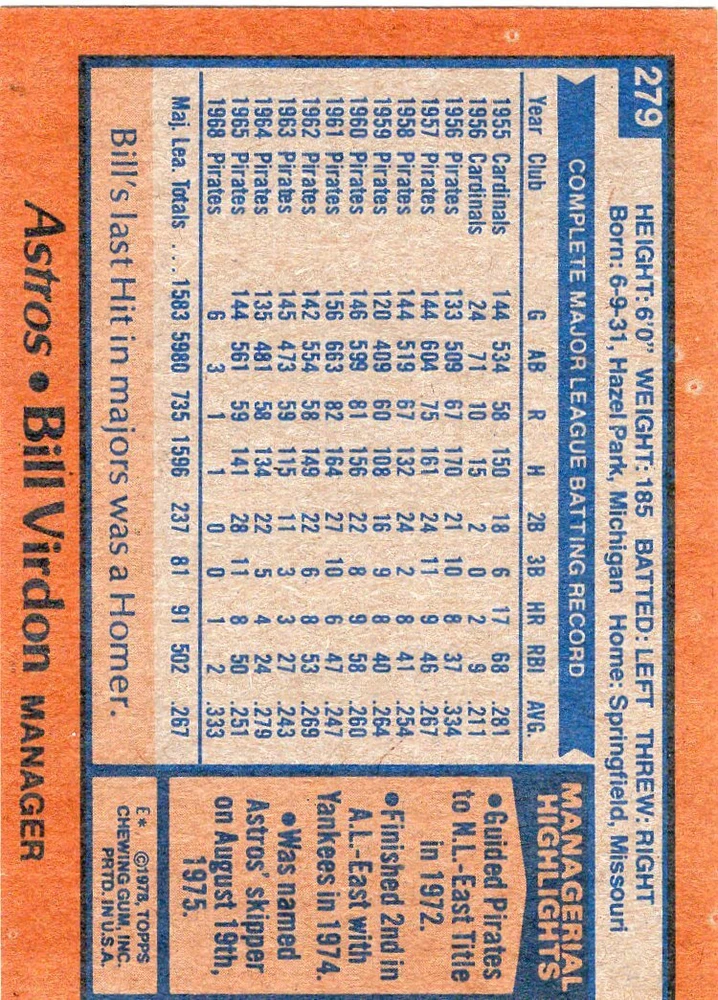 279
HEIGHT: 6'0" WEIGHT: 185 BATTED: LEFT THREW: RIGHT
Born: 6-9-31, Hazel Park, Michigan Home: Springfield, Missouri
COMPLETE MAJOR LEAGUE BATTING RECORD
Year Club G AB R H 2B 3B HR RBI AVG.
1955 Cardinals 144 534 58 150 18 6 17 68 .281
1956 Cardinals 24 71 10 15 2 0 2 9 .211
1956 Pirates 133 509 67 170 21 10 8 37 .334
1957 Pirates 144 604 75 161 24 11 9 46 .267
1958 Pirates 144 519 67 132 24 2 8 41 .254
1959 Pirates 120 409 60 108 16 9 8 40 .264
1960 Pirates 146 599 81 156 22 8 9 58 .260
1961 Pirates 156 663 82 164 27 10 6 47 .247
1962 Pirates 142 554 58 149 22 6 8 53 .269
1963 Pirates 145 473 59 115 11 3 3 27 .243
1964 Pirates 135 481 58 134 22 5 4 24 .279
1965 Pirates 144 561 59 141 28 11 8 50 .251
1968 Pirates 6 3 1 1 0 0 1 2 .333
Maj. Lea. Totals ... 1583 5980 735 1596 237 81 91 502 .267
Bill's last Hit in majors was a Homer.
MANAGERIAL
HIGHLIGHTS
•Guided Pirates
to N.L.-East Title
in 1972.
•Finished 2nd in
A.L.-East with
Yankees in 1974.
•Was named
Astros' skipper
on August 19th,
1975.
E* ©1978, TOPPS
CHEWING GUM, INC.
PRTD. IN U.S.A.
Astros • Bill Virdon MANAGER